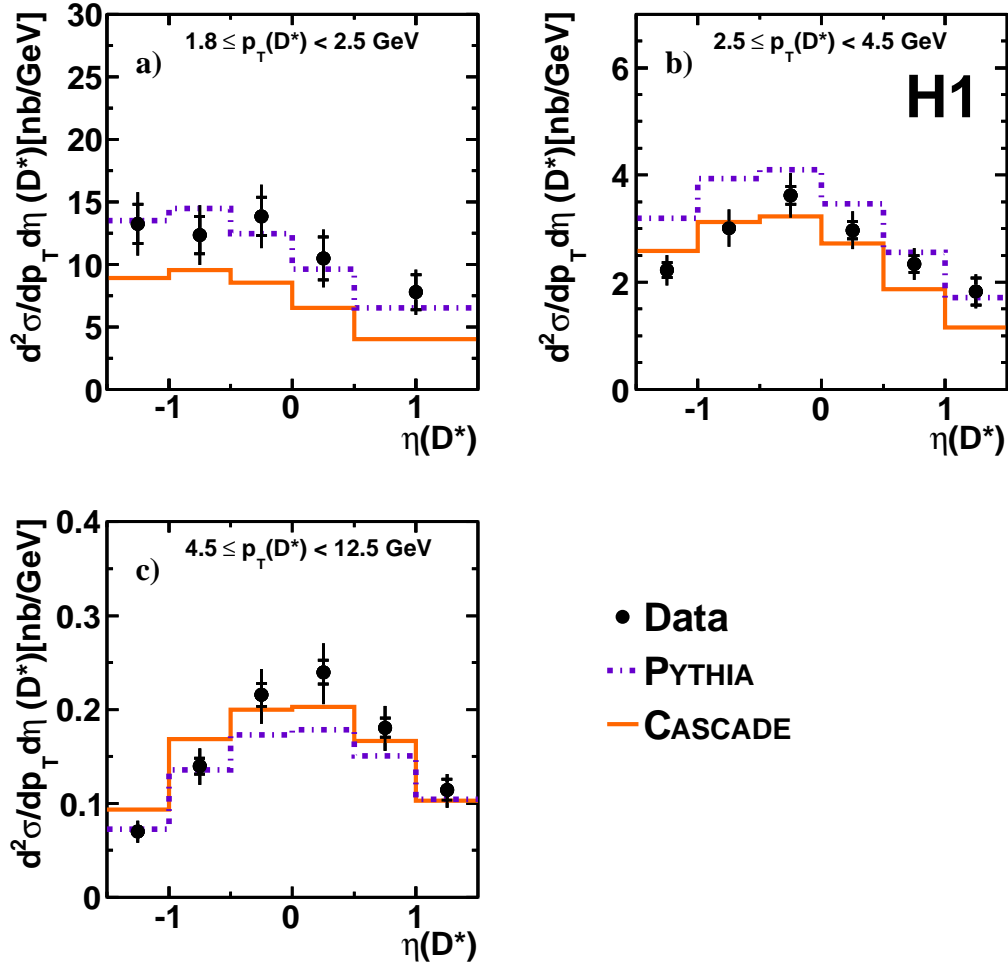 d²σ/dp_T dη (D*)[nb/GeV]
30
25
20
15
10
5
0
a)
1.8 ≤ p_T(D*) < 2.5 GeV
-1 0 1
η(D*)
d²σ/dp_T dη (D*)[nb/GeV]
6
4
2
0
b)
2.5 ≤ p_T(D*) < 4.5 GeV
H1
-1 0 1
η(D*)
d²σ/dp_T dη (D*)[nb/GeV]
0.4
0.3
0.2
0.1
0
c)
4.5 ≤ p_T(D*) < 12.5 GeV
-1 0 1
η(D*)
Data
PYTHIA
CASCADE